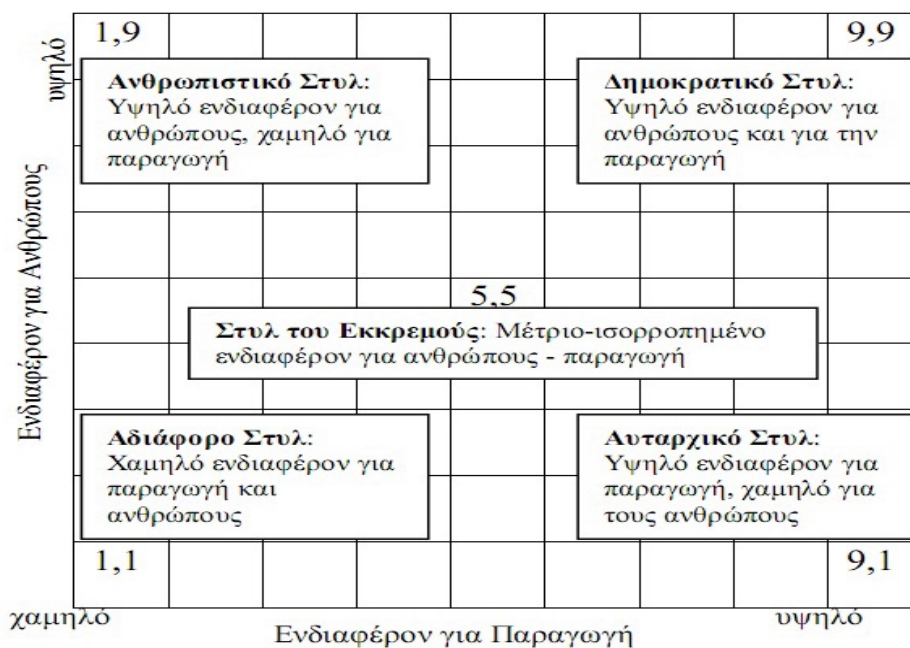 1,9
9,9
υψηλό
Ανθρωπιστικό Στυλ:
Υψηλό ενδιαφέρον για
ανθρώπους, χαμηλό για
παραγωγή
Δημοκρατικό Στυλ:
Υψηλό ενδιαφέρον για
ανθρώπους και για την
παραγωγή
Ενδιαφέρον για Ανθρώπους
5,5
Στυλ του Εκκρεμούς: Μέτριο-ισορροπημένο
ενδιαφέρον για ανθρώπους - παραγωγή
Αδιάφορο Στυλ:
Χαμηλό ενδιαφέρον για
παραγωγή και
ανθρώπους
Αυταρχικό Στυλ:
Υψηλό ενδιαφέρον για
παραγωγή, χαμηλό για
τους ανθρώπους
1,1
9,1
χαμηλό
υψηλό
Ενδιαφέρον για Παραγωγή